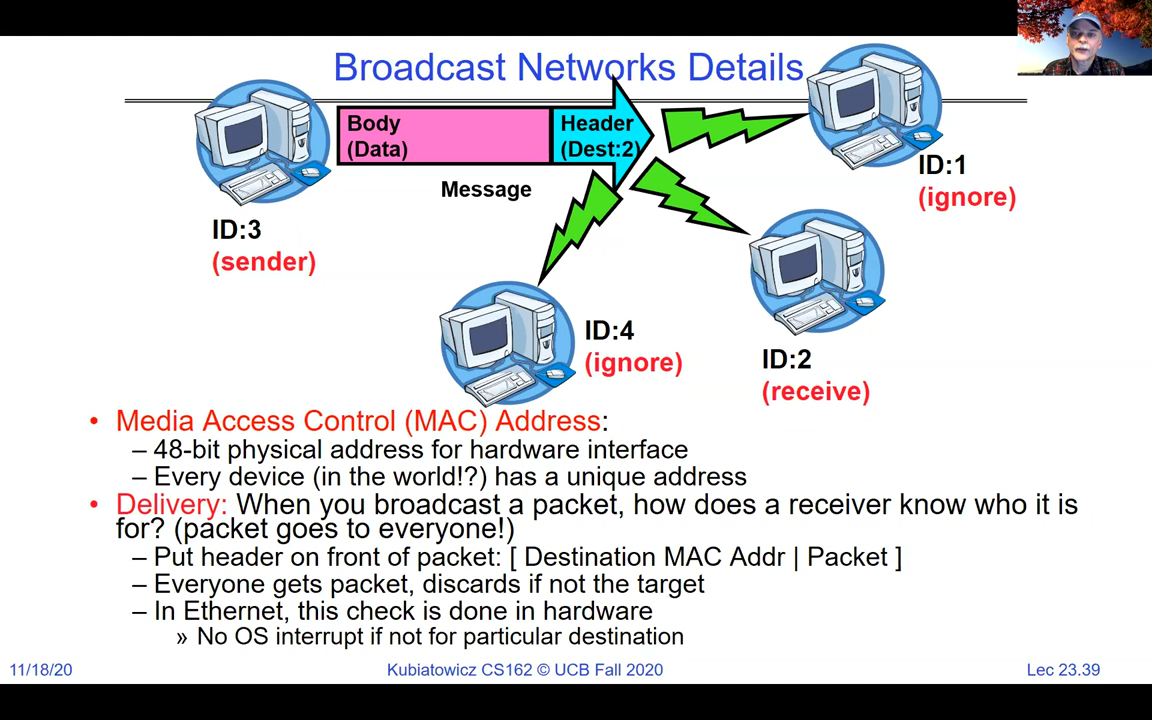 Broadcast Networks Details
Body
(Data)
Header
(Dest:2)
Message
ID:1
(ignore)
ID:3
(sender)
ID:4
(ignore)
ID:2
(receive)
• Media Access Control (MAC) Address:
– 48-bit physical address for hardware interface
– Every device (in the world!?) has a unique address
• Delivery: When you broadcast a packet, how does a receiver know who it is
for? (packet goes to everyone!)
– Put header on front of packet: [ Destination MAC Addr | Packet ]
– Everyone gets packet, discards if not the target
– In Ethernet, this check is done in hardware
» No OS interrupt if not for particular destination
11/18/20
Kubiatowicz CS162 © UCB Fall 2020
Lec 23.39